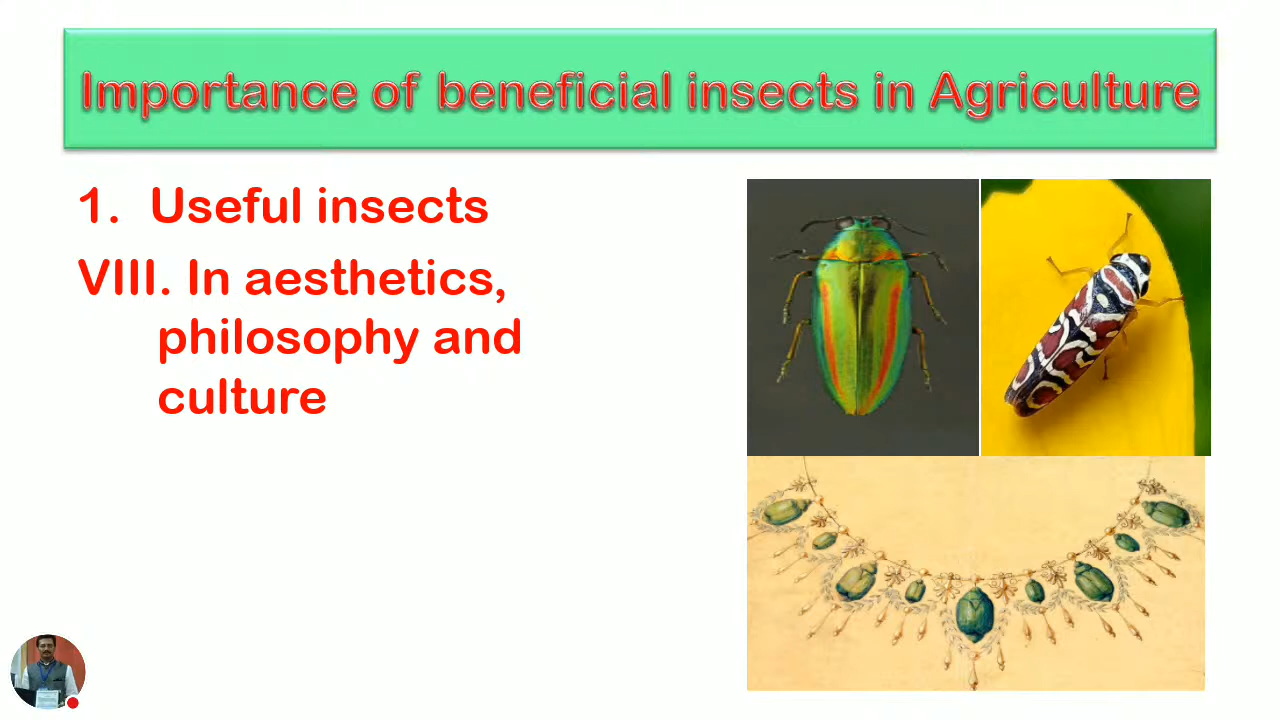 Importance of beneficial insects in Agriculture
1. Useful insects
VIII. In aesthetics,
philosophy and
culture